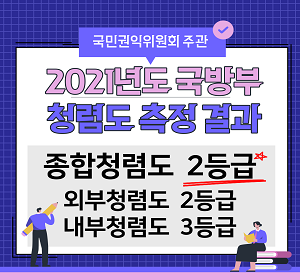 국민권익위원회 주관
2021년도 국방부
청렴도 측정 결과
종합청렴도 2등급
외부청렴도 2등급
내부청렴도 3등급